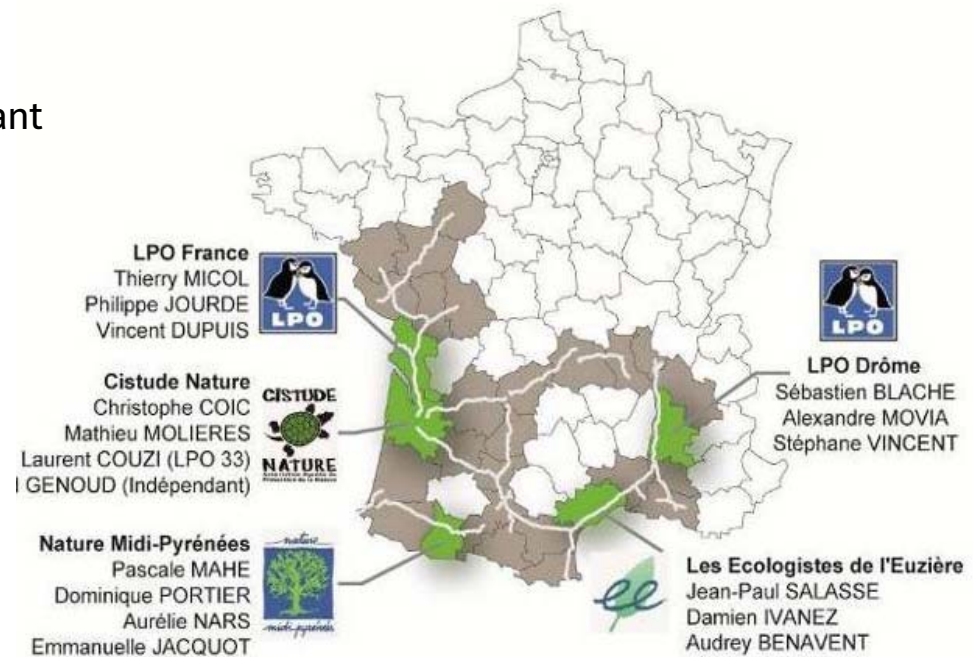 ant
LPO France
Thierry MICOL
Philippe JOURDE
Vincent DUPUIS
LPO
Cistude Nature
Christophe COIC
Mathieu MOLIERES
Laurent COUZI (LPO 33)
GENOUD (Indépendant)
CISTUDE
NATURE
Nature Midi-Pyrénées
Pascale MAHE
Dominique PORTIER
Aurélie NARS
Emmanuelle JACQUOT
nature
midi-pyrénées
LPO
LPO Drôme
Sébastien BLACHE
Alexandre MOVIA
Stéphane VINCENT
ee
Les Ecologistes de l'Euzière
Jean-Paul SALASSE
Damien IVANEZ
Audrey BENAVENT